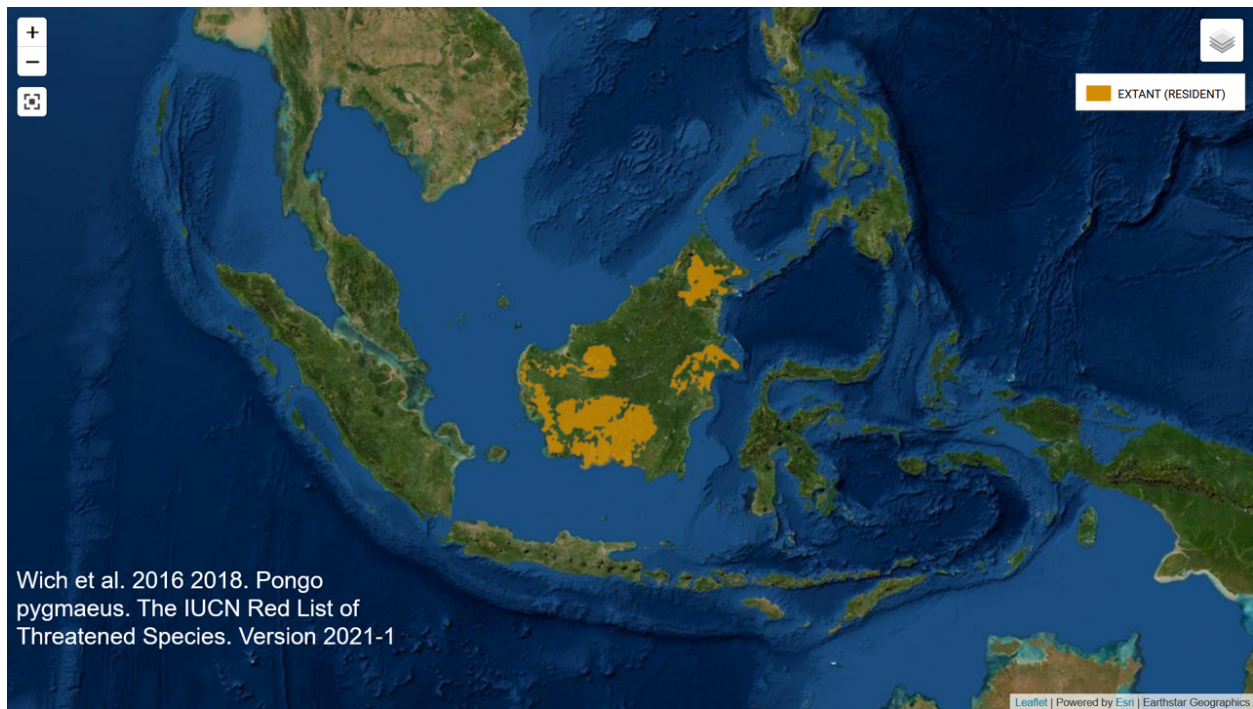 +
−
EXTANT (RESIDENT)
Wich et al. 2016 2018. Pongo
pygmaeus. The IUCN Red List of
Threatened Species. Version 2021-1
Leaflet | Powered by Esri | Earthstar Geographics